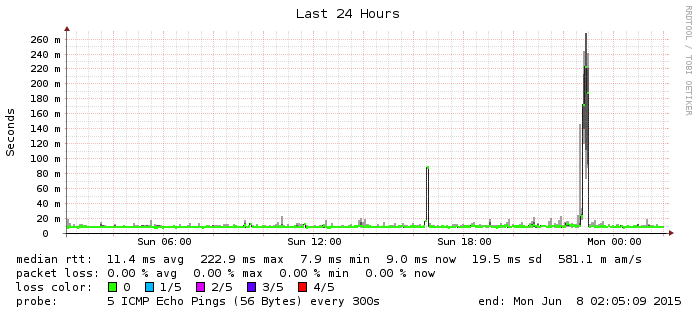 Last 24 Hours
RRDTOOL / TOBI OETIKER
Seconds
260 m
240 m
220 m
200 m
180 m
160 m
140 m
120 m
100 m
80 m
60 m
40 m
20 m
0
Sun 06:00 Sun 12:00 Sun 18:00 Mon 00:00
median rtt: 11.4 ms avg 222.9 ms max 7.9 ms min 9.0 ms now 19.5 ms sd 581.1 m am/s
packet loss: 0.00 % avg 0.00 % max 0.00 % min 0.00 % now
loss color: 0 1/5 2/5 3/5 4/5
probe: 5 ICMP Echo Pings (56 Bytes) every 300s end: Mon Jun 8 02:05:09 2015